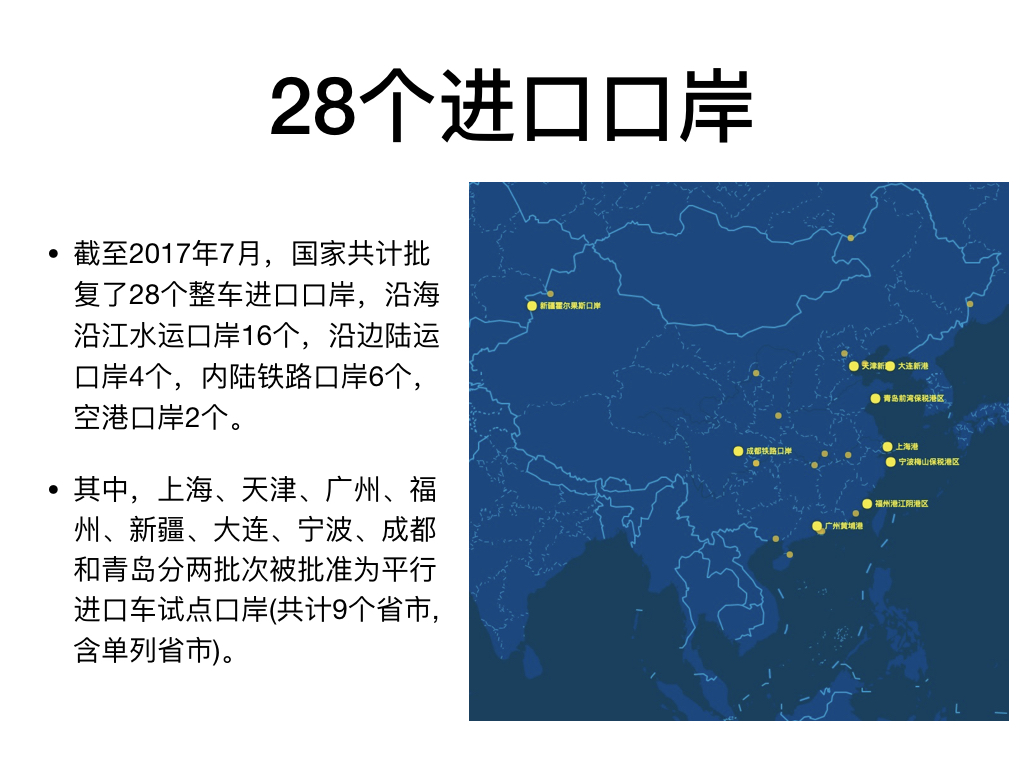 28个进口口岸
• 截至2017年7月，国家共计批
复了28个整车进口口岸，沿海
沿江水运口岸16个，沿边陆运
口岸4个，内陆铁路口岸6个，
空港口岸2个。
• 其中，上海、天津、广州、福
州、新疆、大连、宁波、成都
和青岛分两批次被批准为平行
进口车试点口岸(共计9个省市,
含单列省市)。
新疆霍尔果斯口岸
天津新
大连新港
青岛前湾保税港区
上海港
成都铁路口岸
宁波梅山保税港区
福州港江阴港区
广州黄埔港